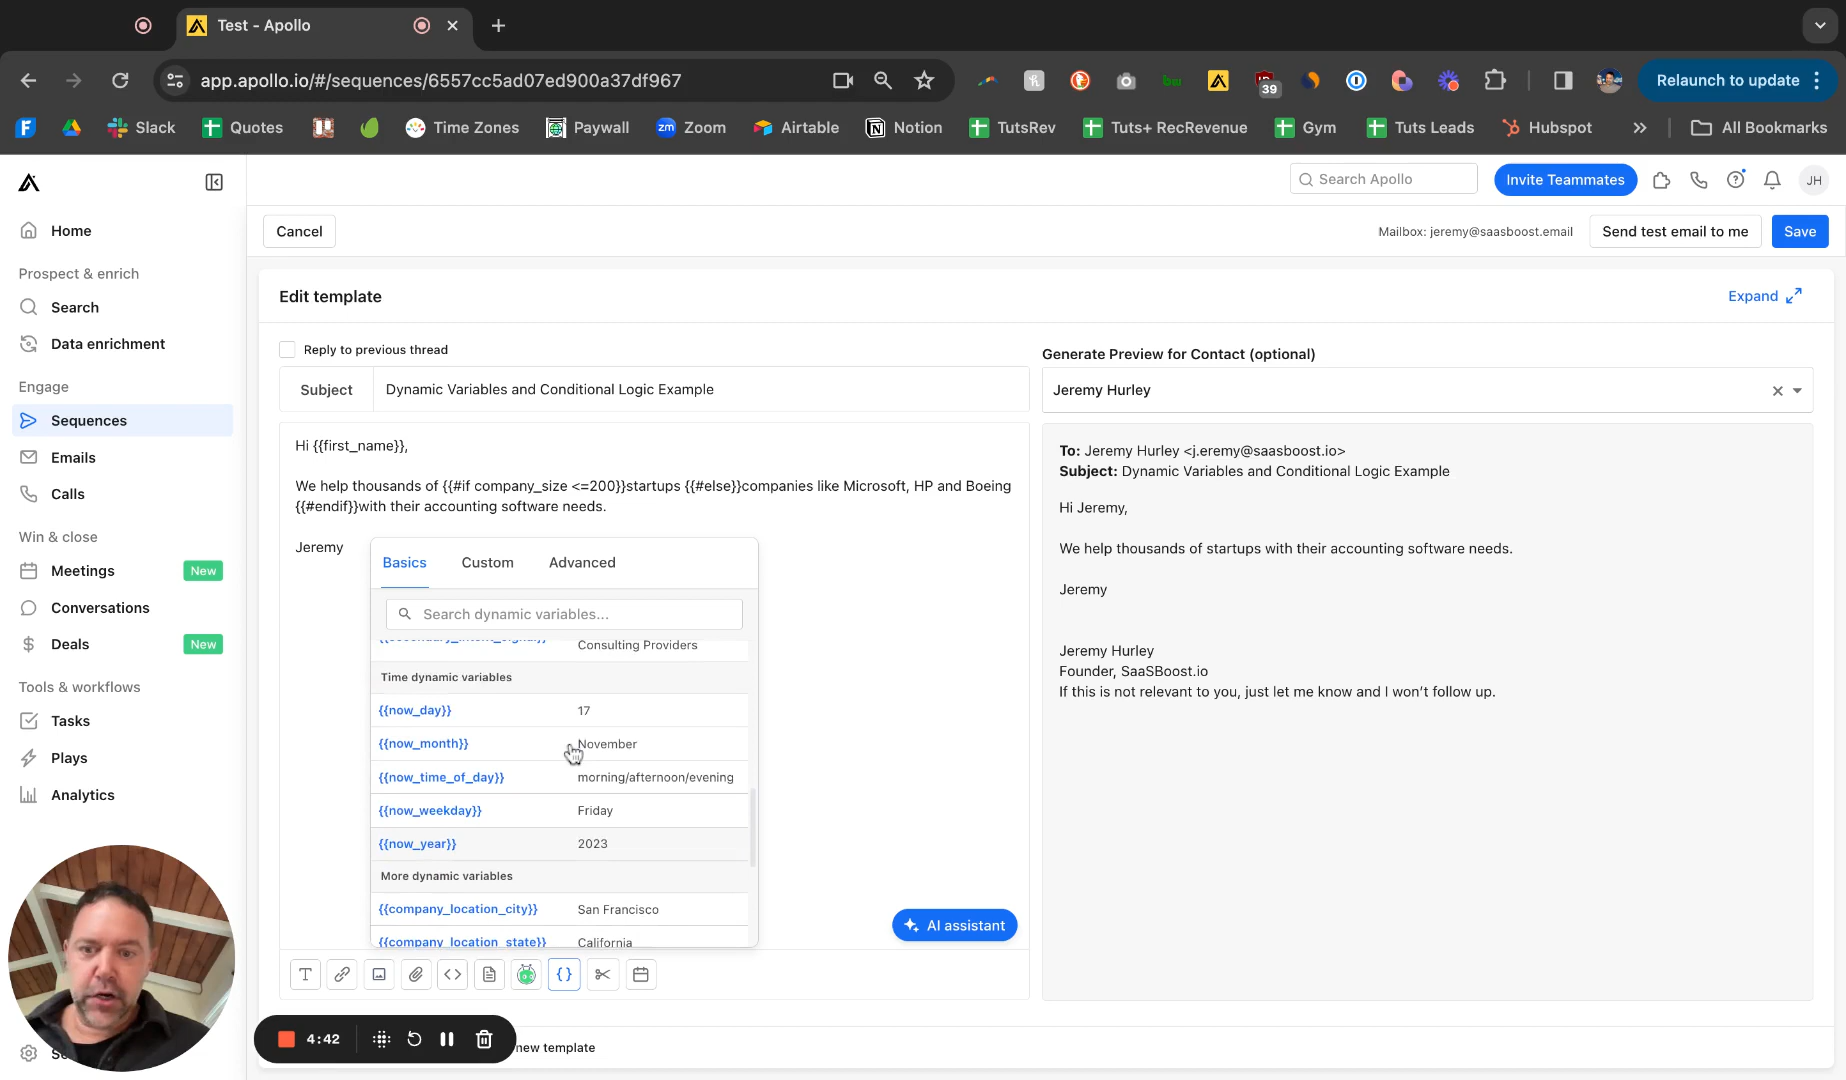 Test - Apollo
app.apollo.io/#/sequences/6557cc5ad07ed900a37df967
39
Relaunch to update
Slack
Quotes
Time Zones
Paywall
zm Zoom
Airtable
Notion
TutsRev
Tuts+ RecRevenue
Gym
Tuts Leads
Hubspot
All Bookmarks
Search Apollo
Invite Teammates
JH
Home
Prospect & enrich
Search
Data enrichment
Engage
Sequences
Emails
Calls
Win & close
Meetings New
Conversations
Deals New
Tools & workflows
Tasks
Plays
Analytics
Cancel
Mailbox: jeremy@saasboost.email
Send test email to me
Save
Edit template
Expand
Reply to previous thread
Subject
Dynamic Variables and Conditional Logic Example
Hi {{first_name}},
We help thousands of {{#if company_size <=200}}startups {{#else}}companies like Microsoft, HP and Boeing
{{#endif}}with their accounting software needs.
Jeremy
Basics Custom Advanced
Search dynamic variables...
Consulting Providers
Time dynamic variables
{{now_day}} 17
{{now_month}} November
{{now_time_of_day}} morning/afternoon/evening
{{now_weekday}} Friday
{{now_year}} 2023
More dynamic variables
{{company_location_city}} San Francisco
{{company_location_state}} California
AI assistant
Generate Preview for Contact (optional)
Jeremy Hurley
To: Jeremy Hurley <j.eremy@saasboost.io>
Subject: Dynamic Variables and Conditional Logic Example
Hi Jeremy,
We help thousands of startups with their accounting software needs.
Jeremy
Jeremy Hurley
Founder, SaaSBoost.io
If this is not relevant to you, just let me know and I won't follow up.
4:42
new template